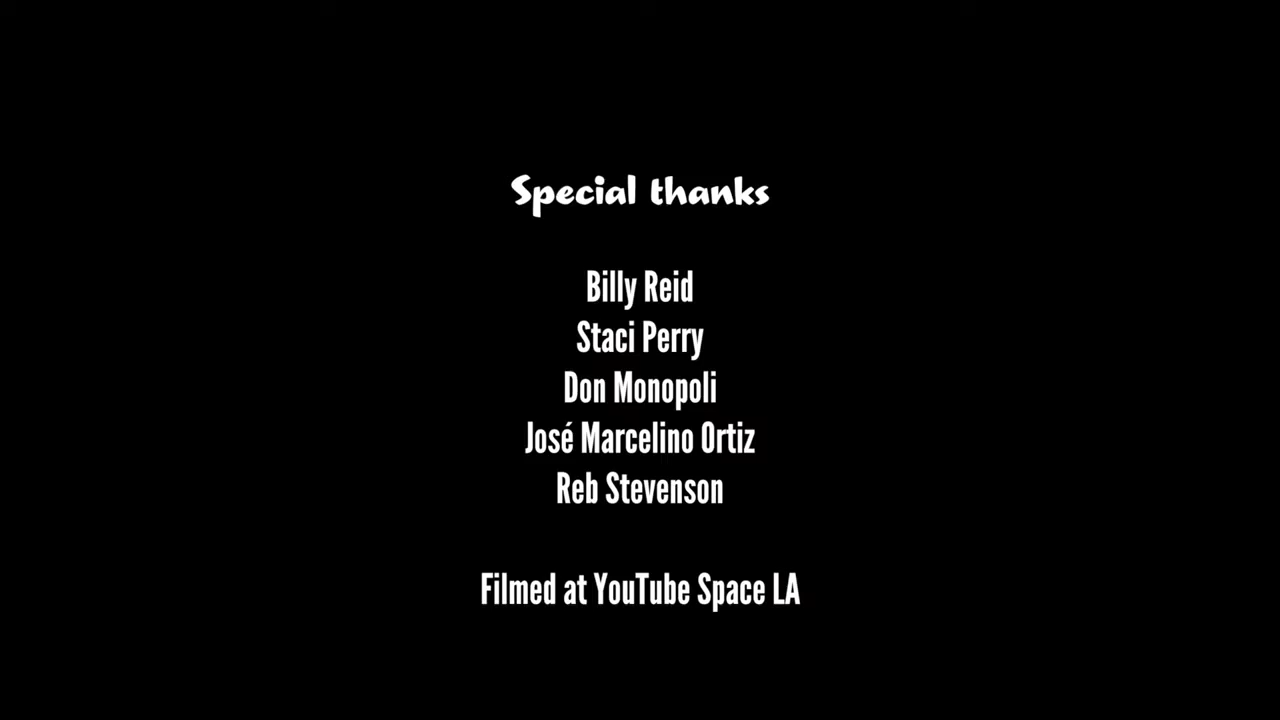 Special thanks
Billy Reid
Staci Perry
Don Monopoli
José Marcelino Ortiz
Reb Stevenson
Filmed at YouTube Space LA